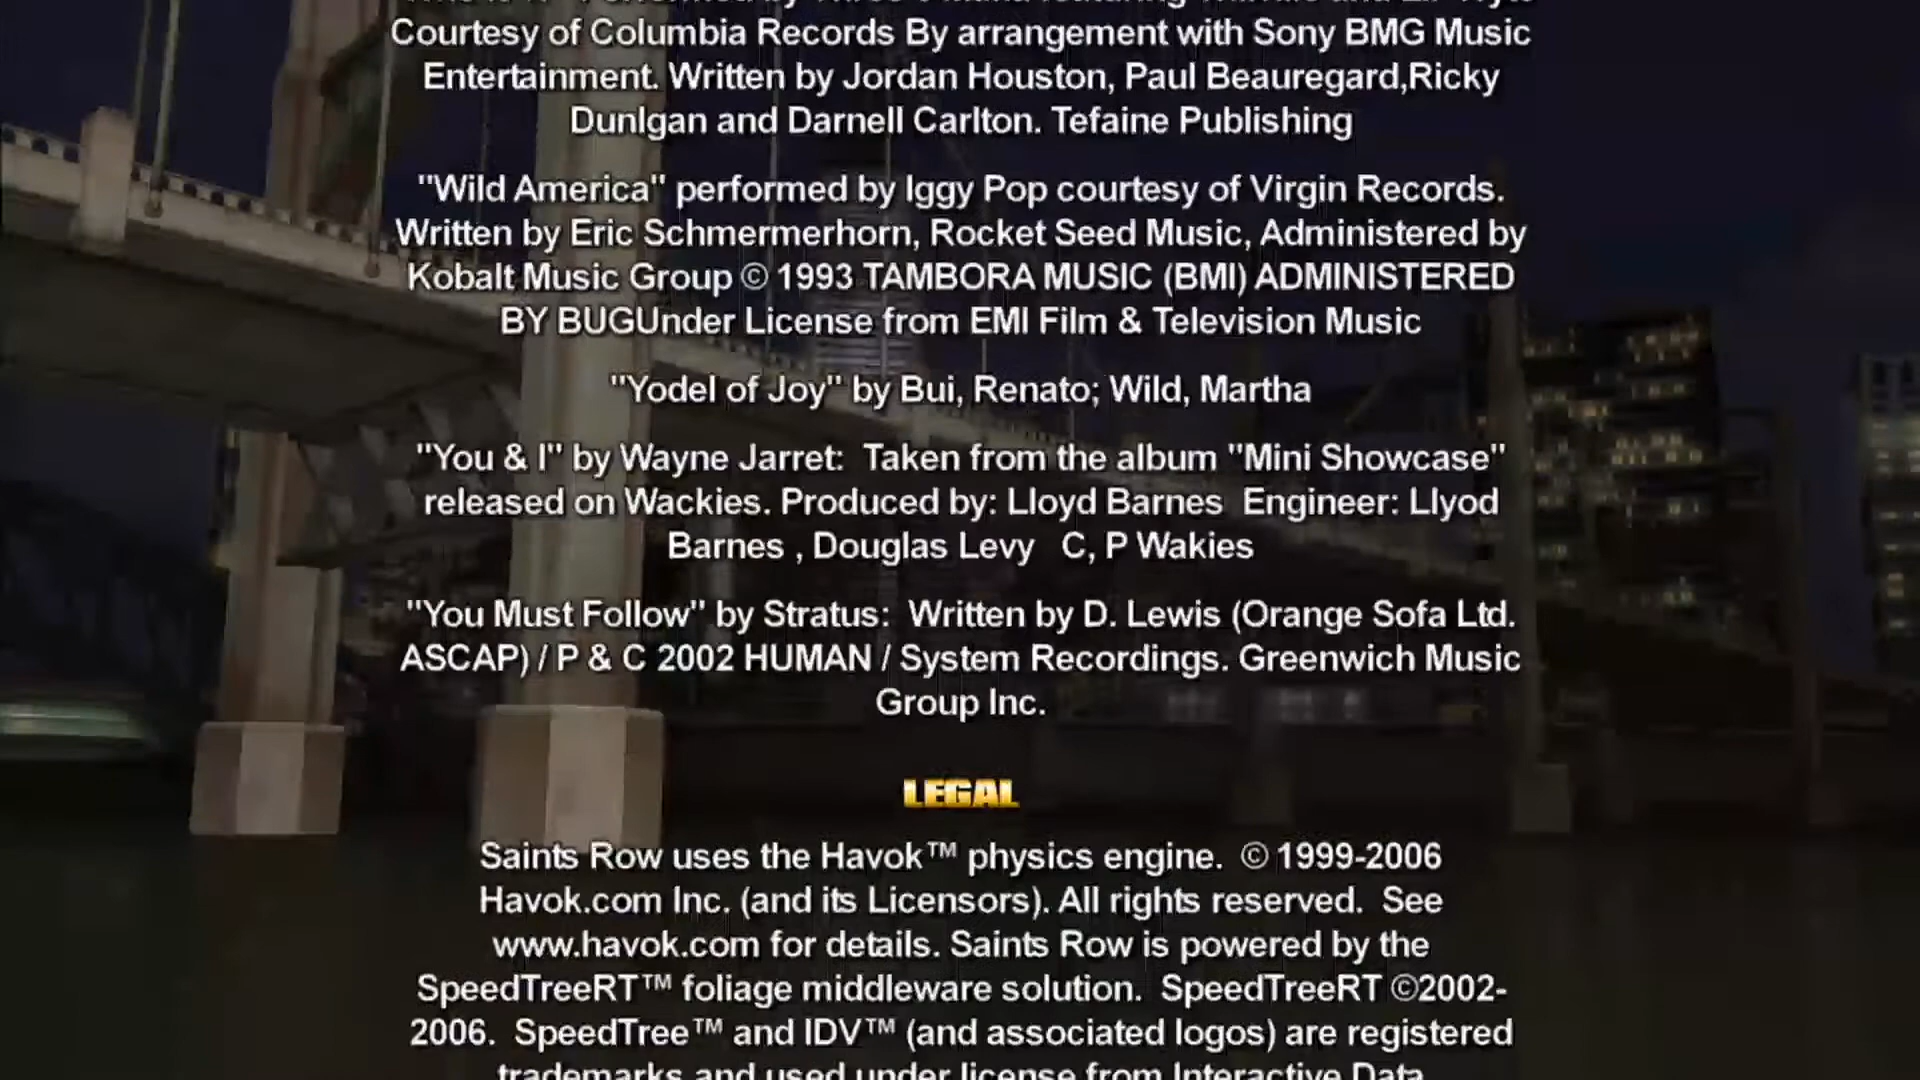 Courtesy of Columbia Records By arrangement with Sony BMG Music
Entertainment. Written by Jordan Houston, Paul Beauregard,Ricky
Dunlgan and Darnell Carlton. Tefaine Publishing
"Wild America" performed by Iggy Pop courtesy of Virgin Records.
Written by Eric Schmermerhorn, Rocket Seed Music, Administered by
Kobalt Music Group © 1993 TAMBORA MUSIC (BMI) ADMINISTERED
BY BUGUnder License from EMI Film & Television Music
"Yodel of Joy" by Bui, Renato; Wild, Martha
"You & I" by Wayne Jarret: Taken from the album "Mini Showcase"
released on Wackies. Produced by: Lloyd Barnes Engineer: Llyod
Barnes , Douglas Levy C, P Wakies
"You Must Follow" by Stratus: Written by D. Lewis (Orange Sofa Ltd.
ASCAP) / P & C 2002 HUMAN / System Recordings. Greenwich Music
Group Inc.
LEGAL
Saints Row uses the Havok™ physics engine. © 1999-2006
Havok.com Inc. (and its Licensors). All rights reserved. See
www.havok.com for details. Saints Row is powered by the
SpeedTreeRT™ foliage middleware solution. SpeedTreeRT ©2002-
2006. SpeedTree™ and IDV™ (and associated logos) are registered
trademarks and used under license from Interactive Data